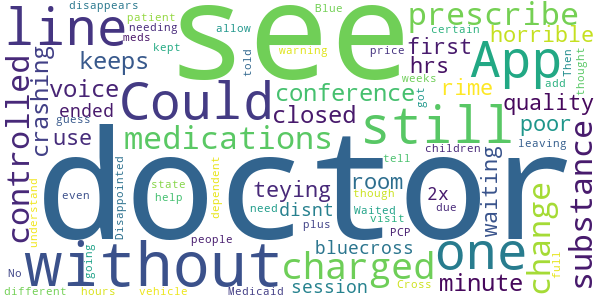 disappears
patient
needing
meds
kept
allow
Blue
certain
line
see
prescribe
horrible
told
warning
price
keeps
voice
ended
use
crashing
controlled
guess
Could
conference
closed
App
first
hrs
weeks
got
add
Then
thought
rime
quality
poor
leaving
medications
still
doctor
understand
even
Disappointed
state
help
dependent
teying
room
need
disnt
though
Waited
visit
plus
due
tell
children
2x
PCP
waiting
change
full
substance
without
going
people
charged
bluecross
one
minute
session
Cross
No
different
hours
vehicle
Medicaid